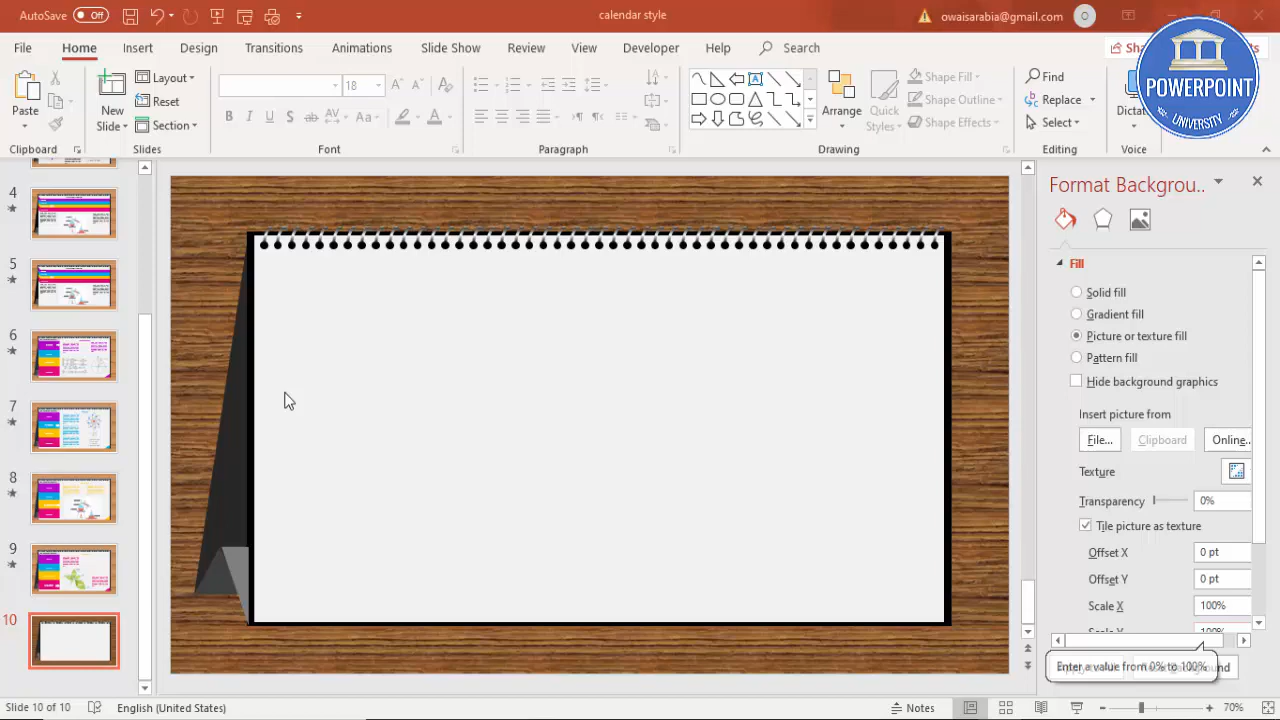 AutoSave Off calendar style owaisarabia@gmail.com O
File Home Insert Design Transitions Animations Slide Show Review View Developer Help Search
Paste New Slide Layout Reset Section 18 Arrange Quick Styles Shape Fill Shape Outline Shape Effects Find Replace Select
Clipboard Slides Font Paragraph Drawing Editing Voice
POWERPOINT
UNIVERSITY
4
5
6
7
8
9
10
Format Backgrou..
Fill
Solid fill
Gradient fill
Picture or texture fill
Pattern fill
Hide background graphics
Insert picture from
File... Clipboard Online..
Texture
Transparency 0%
Tile picture as texture
Offset X 0 pt
Offset Y 0 pt
Scale X 100%
Enter a value from 0% to 100%
Slide 10 of 10 English (United States) Notes 70%